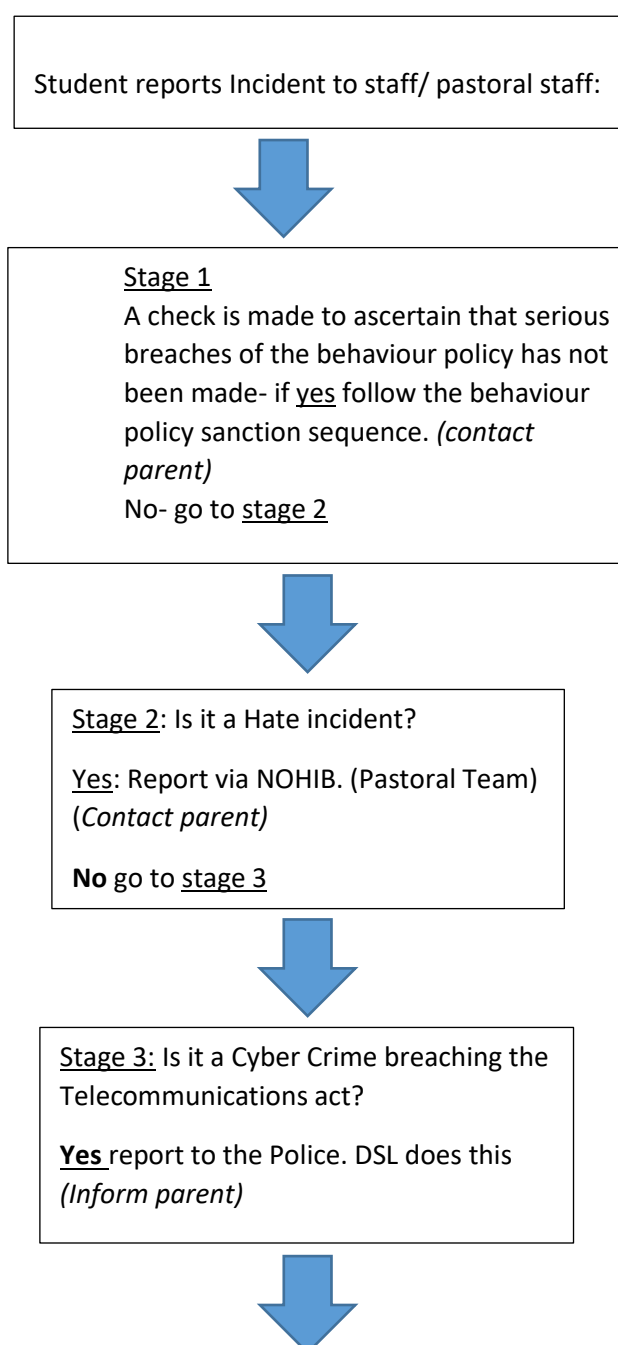 Student reports Incident to staff/ pastoral staff:
Stage 1
A check is made to ascertain that serious
breaches of the behaviour policy has not
been made- if yes follow the behaviour
policy sanction sequence. (contact
parent)
No- go to stage 2
Stage 2: Is it a Hate incident?
Yes: Report via NOHIB. (Pastoral Team)
(Contact parent)
No go to stage 3
Stage 3: Is it a Cyber Crime breaching the
Telecommunications act?
Yes report to the Police. DSL does this
(Inform parent)